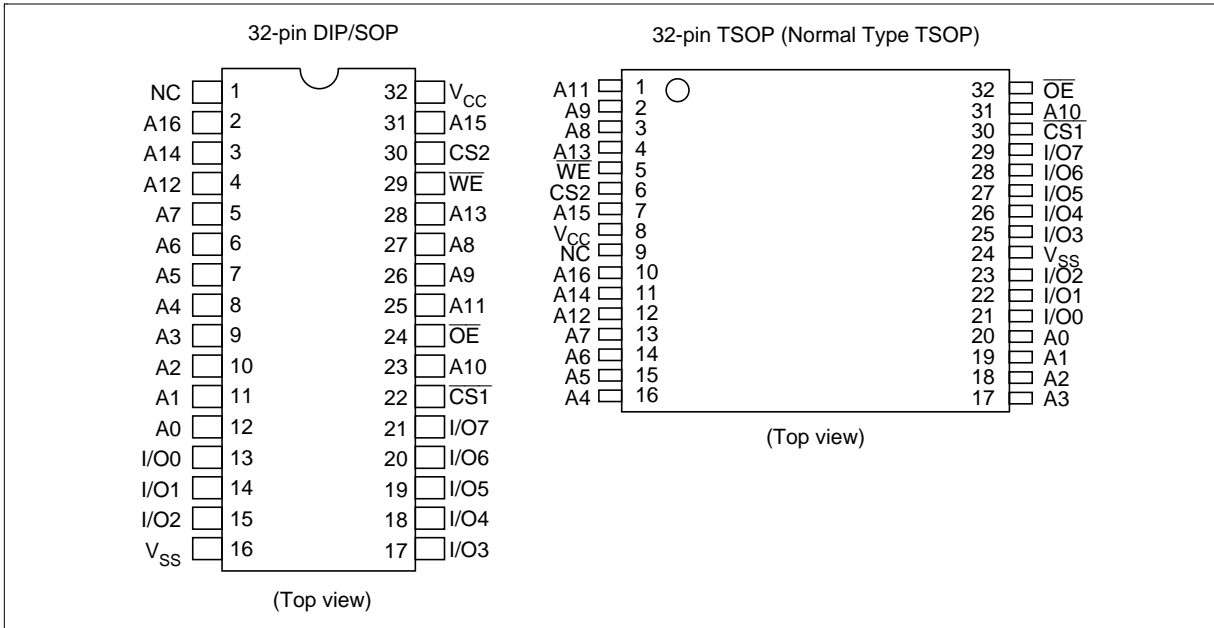 32-pin DIP/SOP
NC 1 32 VCC
A16 2 31 A15
A14 3 30 CS2
A12 4 29 W̅E̅
A7 5 28 A13
A6 6 27 A8
A5 7 26 A9
A4 8 25 A11
A3 9 24 O̅E̅
A2 10 23 A10
A1 11 22 C̅S̅1̅
A0 12 21 I/O7
I/O0 13 20 I/O6
I/O1 14 19 I/O5
I/O2 15 18 I/O4
VSS 16 17 I/O3
(Top view)
32-pin TSOP (Normal Type TSOP)
A11 1 32 O̅E̅
A9 2 31 A10
A8 3 30 C̅S̅1̅
A13 4 29 I/O7
W̅E̅ 5 28 I/O6
CS2 6 27 I/O5
A15 7 26 I/O4
VCC 8 25 I/O3
NC 9 24 VSS
A16 10 23 I/O2
A14 11 22 I/O1
A12 12 21 I/O0
A7 13 20 A0
A6 14 19 A1
A5 15 18 A2
A4 16 17 A3
(Top view)